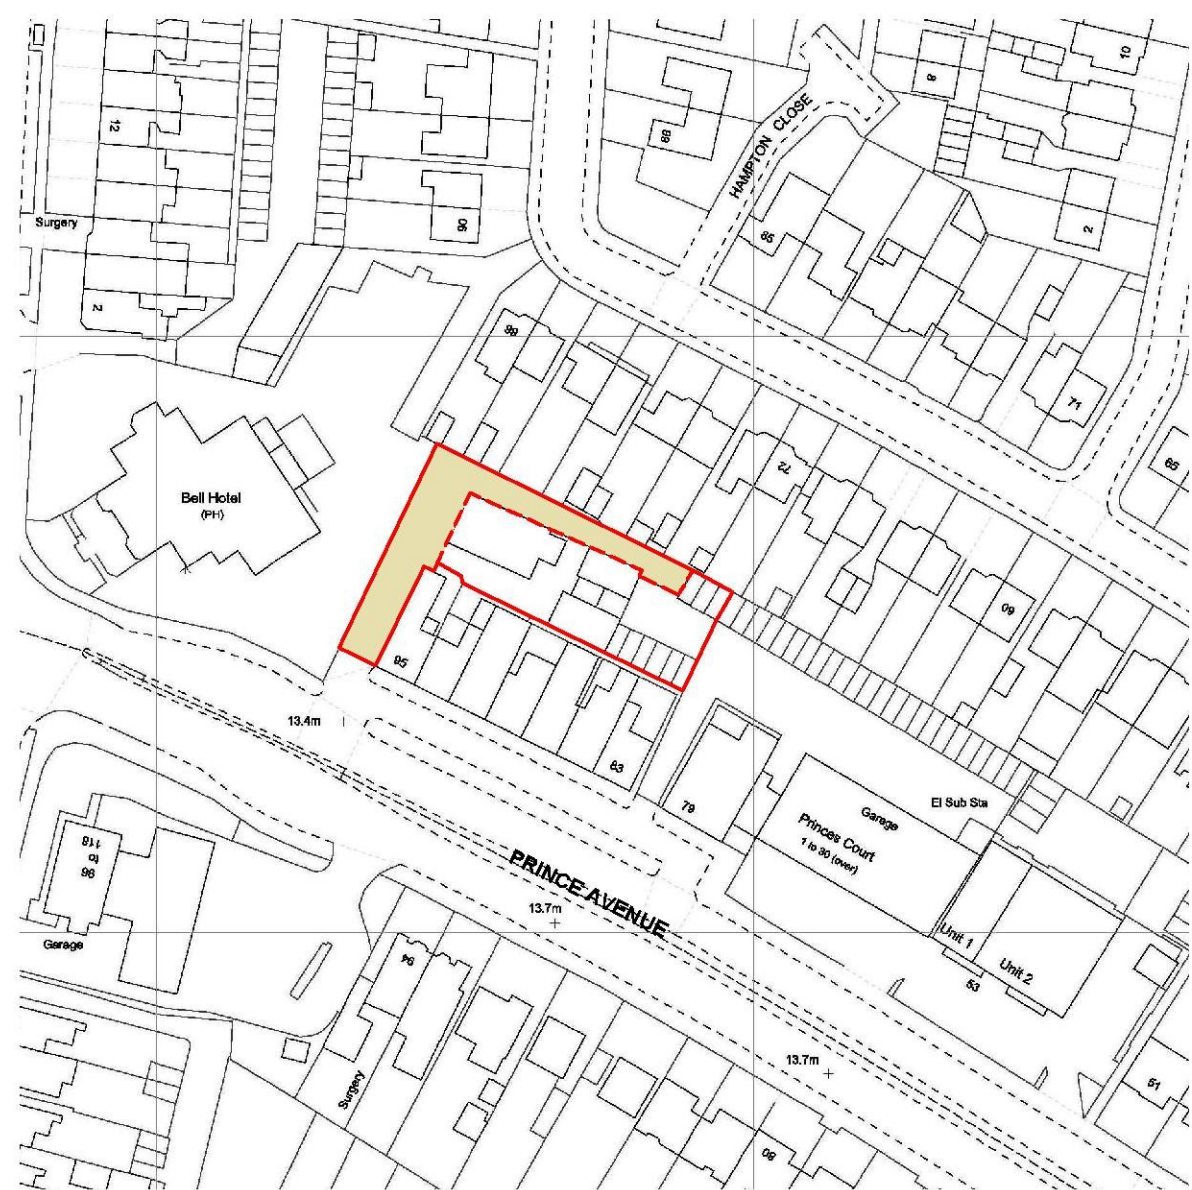 10
8
12
88
HAMPTON CLOSE
Surgery
90
85
2
2
89
71
65
72
Bell Hotel
(PH)
60
95
13.4m
83
79
El Sub Sta
Garage
Princes Court
1 to 30 (over)
118
to
96
PRINCE AVENUE
13.7m
Garage
94
Unit 1
Unit 2
53
13.7m
51
Surgery
80